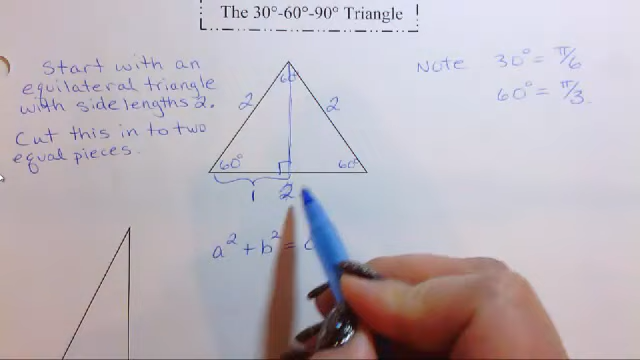 The 30°-60°-90° Triangle
Start with an
equilateral triangle
with side lengths 2.
Cut this in to two
equal pieces.
60°
2
2
60°
60°
1
2
a² + b² =
Note 30° = π/6
60° = π/3.